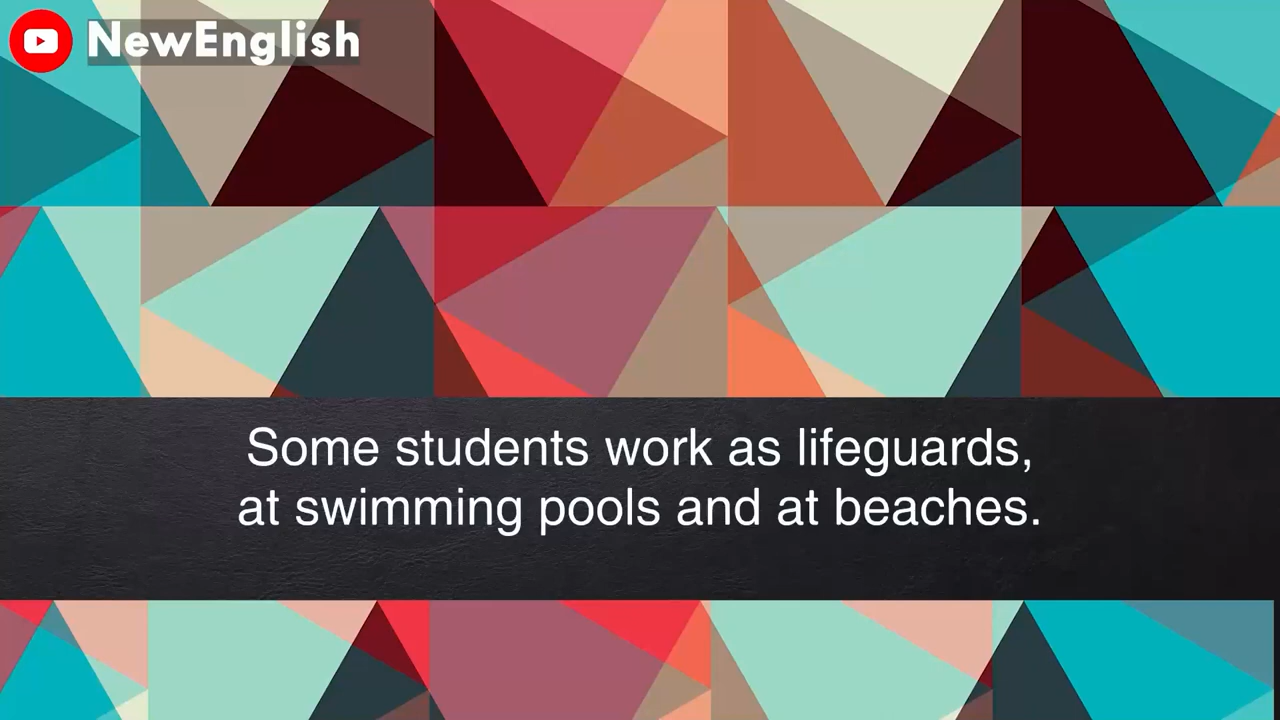 NewEnglish
Some students work as lifeguards,
at swimming pools and at beaches.